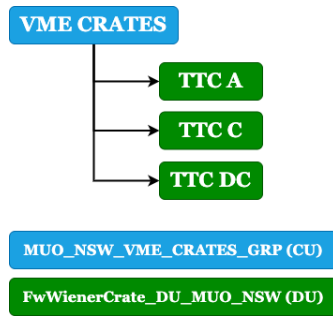 VME CRATES
TTC A
TTC C
TTC DC
MUO_NSW_VME_CRATES_GRP (CU)
FwWienerCrate_DU_MUO_NSW (DU)